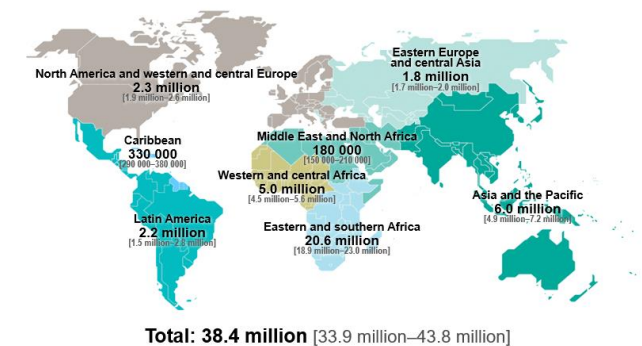 Eastern Europe
and central Asia
1.8 million
[1.7 million–2.0 million]
North America and western and central Europe
2.3 million
[1.9 million–2.6 million]
Caribbean
330 000
[290 000–380 000]
Middle East and North Africa
180 000
[150 000–210 000]
Western and central Africa
5.0 million
[4.5 million–5.6 million]
Asia and the Pacific
6.0 million
[4.9 million–7.2 million]
Latin America
2.2 million
[1.5 million–2.8 million]
Eastern and southern Africa
20.6 million
[18.9 million–23.0 million]
Total: 38.4 million [33.9 million–43.8 million]